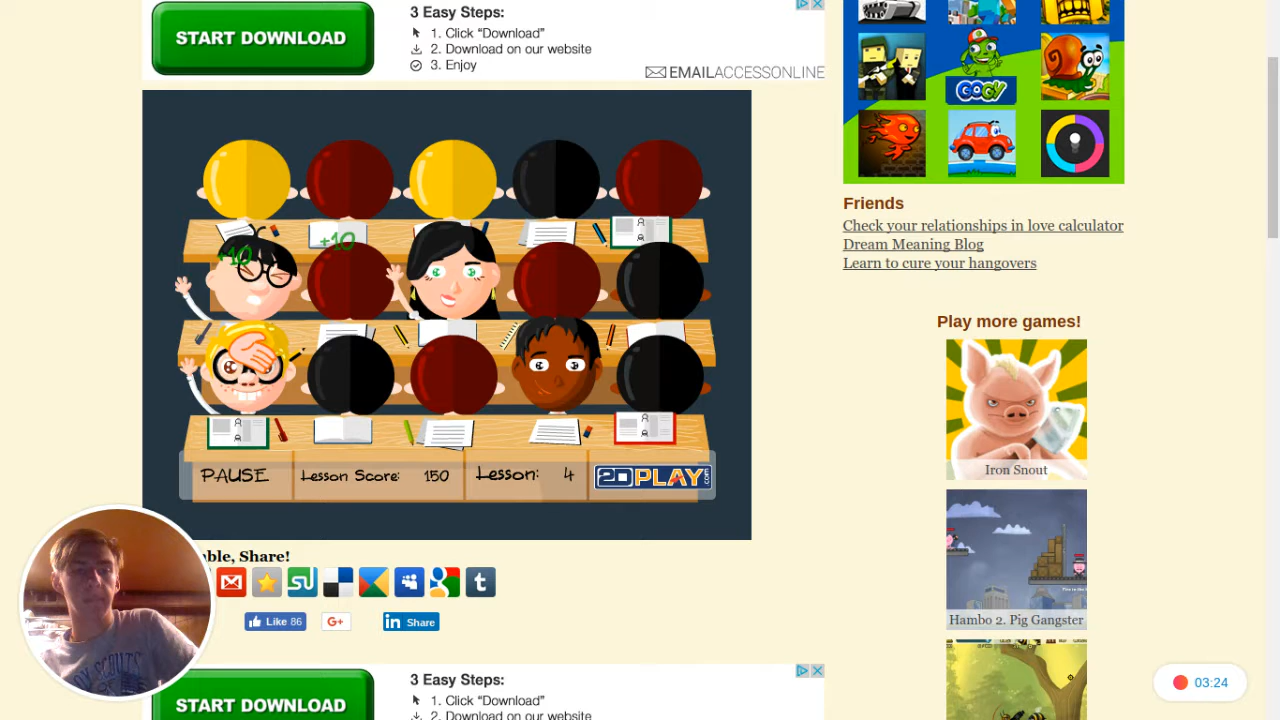 START DOWNLOAD
3 Easy Steps:
1. Click “Download”
2. Download on our website
3. Enjoy
EMAILACCESSONLINE
GOGY
+10
+10
PAUSE
Lesson Score: 150
Lesson: 4
2DPLAY.com
ble, Share!
Like 86
G+
in Share
START DOWNLOAD
3 Easy Steps:
1. Click “Download”
2. Download on our website
Friends
Check your relationships in love calculator
Dream Meaning Blog
Learn to cure your hangovers
Play more games!
Iron Snout
Hambo 2. Pig Gangster
03:24